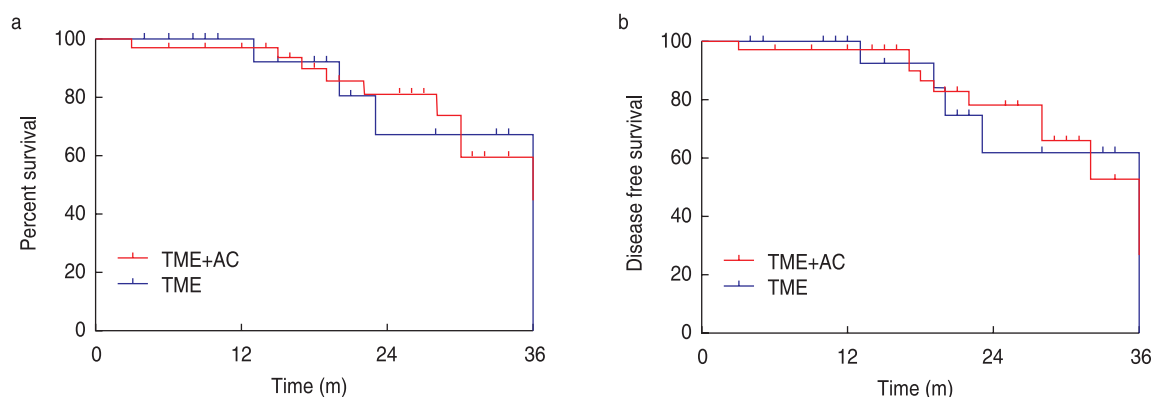 a
Percent survival
100
80
60
40
20
0
TME+AC
TME
0 12 24 36
Time (m)
b
Disease free survival
100
80
60
40
20
0
TME+AC
TME
0 12 24 36
Time (m)